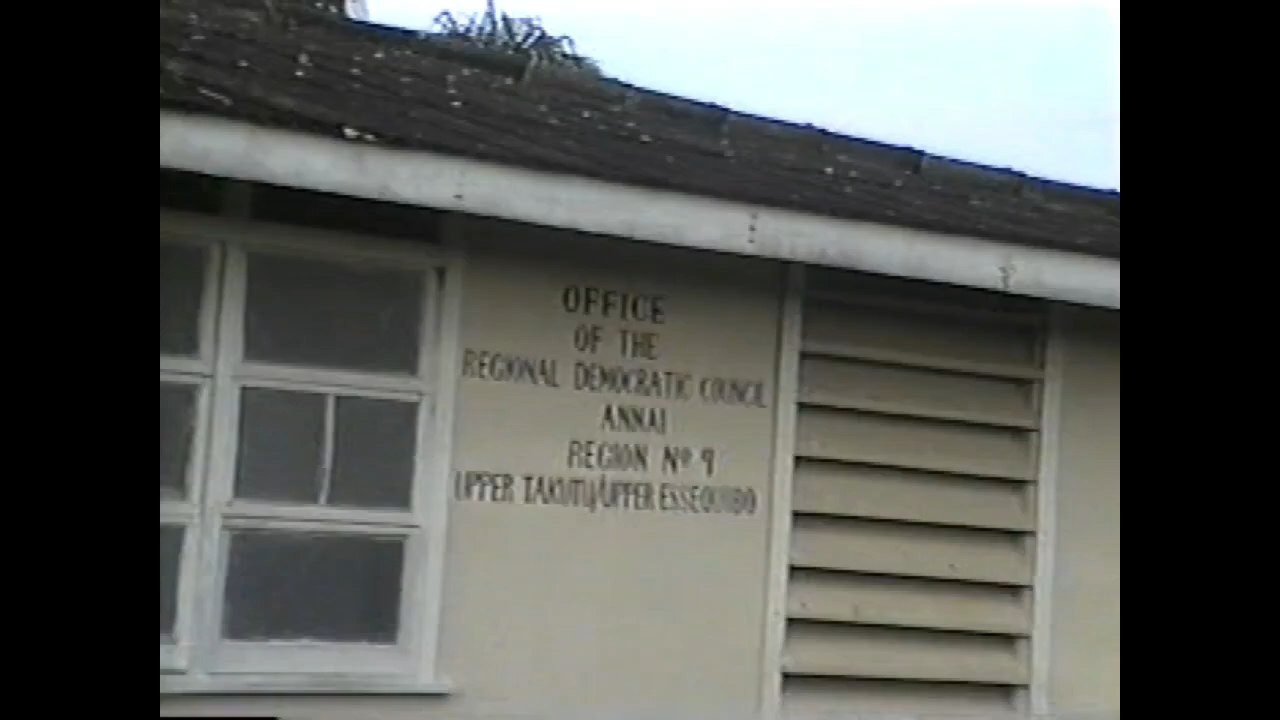 OFFICE
OF THE
REGIONAL DEMOCRATIC COUNCIL
ANNAI
REGION Nº 9
UPPER TAKUTU/UPPER ESSEQUIBO